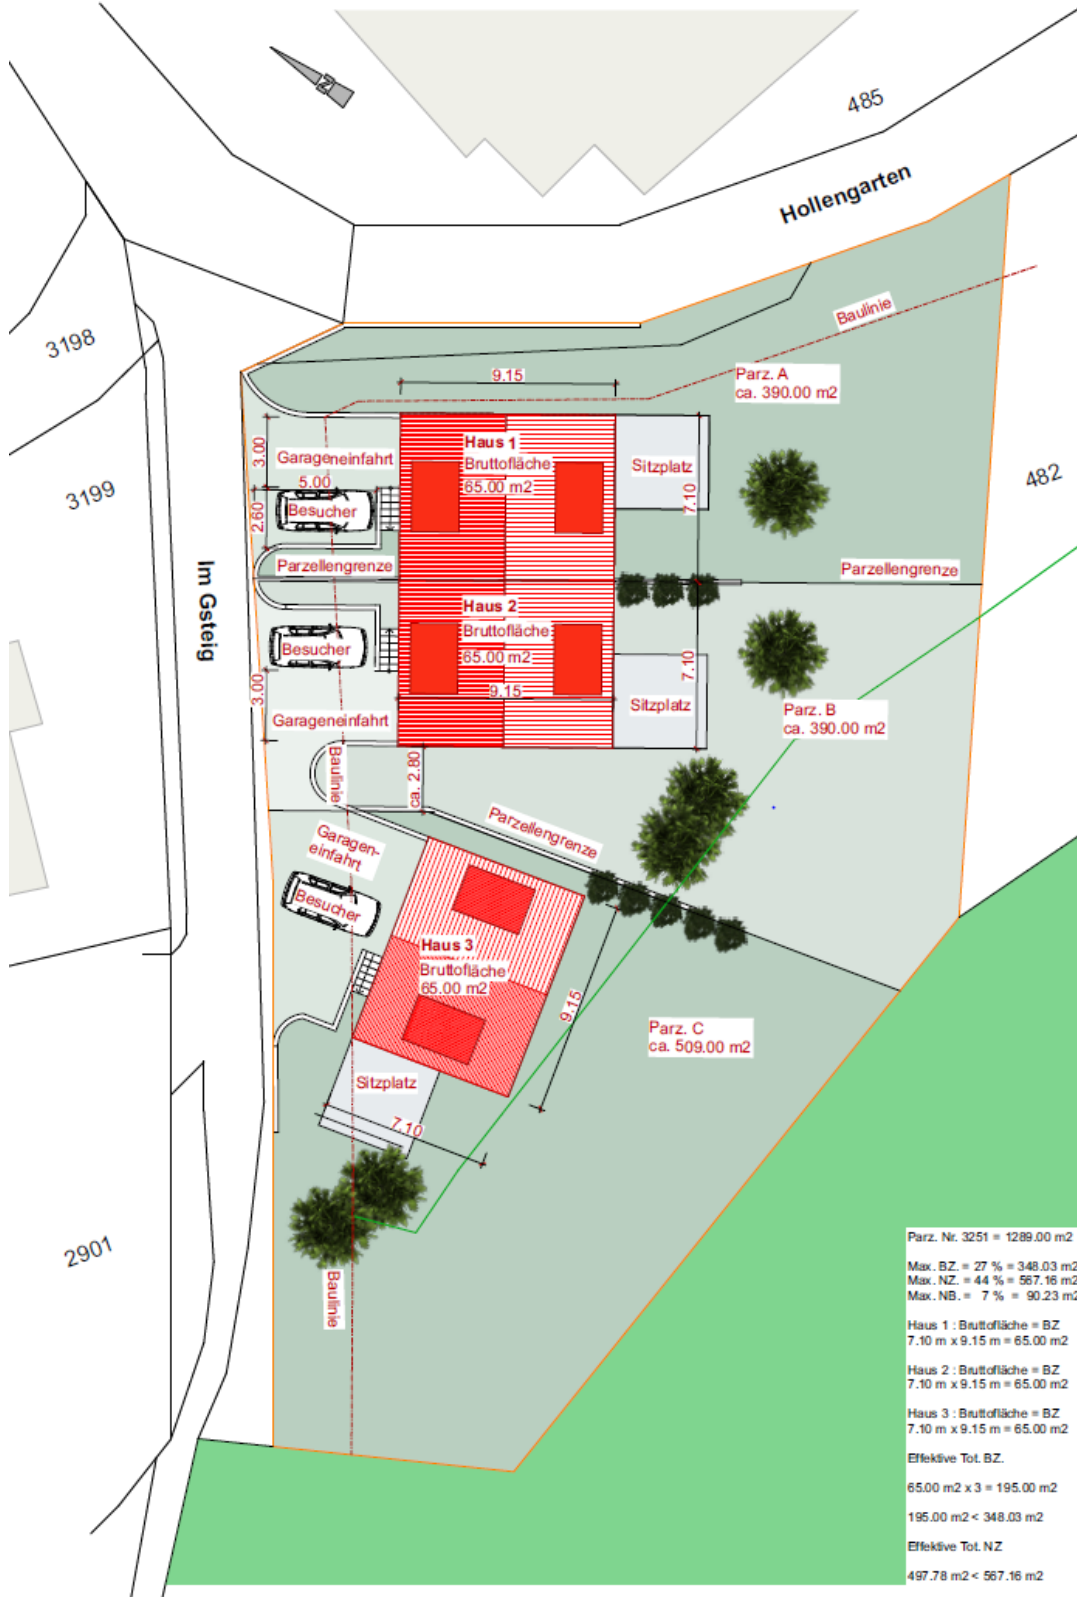 N
485
Hollengarten
3198
Baulinie
9.15
Parz. A
ca. 390.00 m2
3.00
Garageneinfahrt
Haus 1
Bruttofläche
65.00 m2
Sitzplatz
482
3199
5.00
7.10
Besucher
2.60
Parzellengrenze
Parzellengrenze
Im Gsteig
Haus 2
Bruttofläche
65.00 m2
Besucher
7.10
3.00
9.15
Sitzplatz
Parz. B
ca. 390.00 m2
Garageneinfahrt
Baulinie
ca. 2.80
Parzellengrenze
Garagen-
einfahrt
Besucher
Haus 3
Bruttofläche
65.00 m2
9.15
Parz. C
ca. 509.00 m2
Sitzplatz
7.10
2901
Baulinie
Parz. Nr. 3251 = 1289.00 m2
Max. BZ. = 27 % = 348.03 m2
Max. NZ. = 44 % = 567.16 m2
Max. NB. = 7 % = 90.23 m2
Haus 1 : Bruttofläche = BZ
7.10 m x 9.15 m = 65.00 m2
Haus 2 : Bruttofläche = BZ
7.10 m x 9.15 m = 65.00 m2
Haus 3 : Bruttofläche = BZ
7.10 m x 9.15 m = 65.00 m2
Effektive Tot. BZ.
65.00 m2 x 3 = 195.00 m2
195.00 m2 < 348.03 m2
Effektive Tot. NZ
497.78 m2 < 567.16 m2